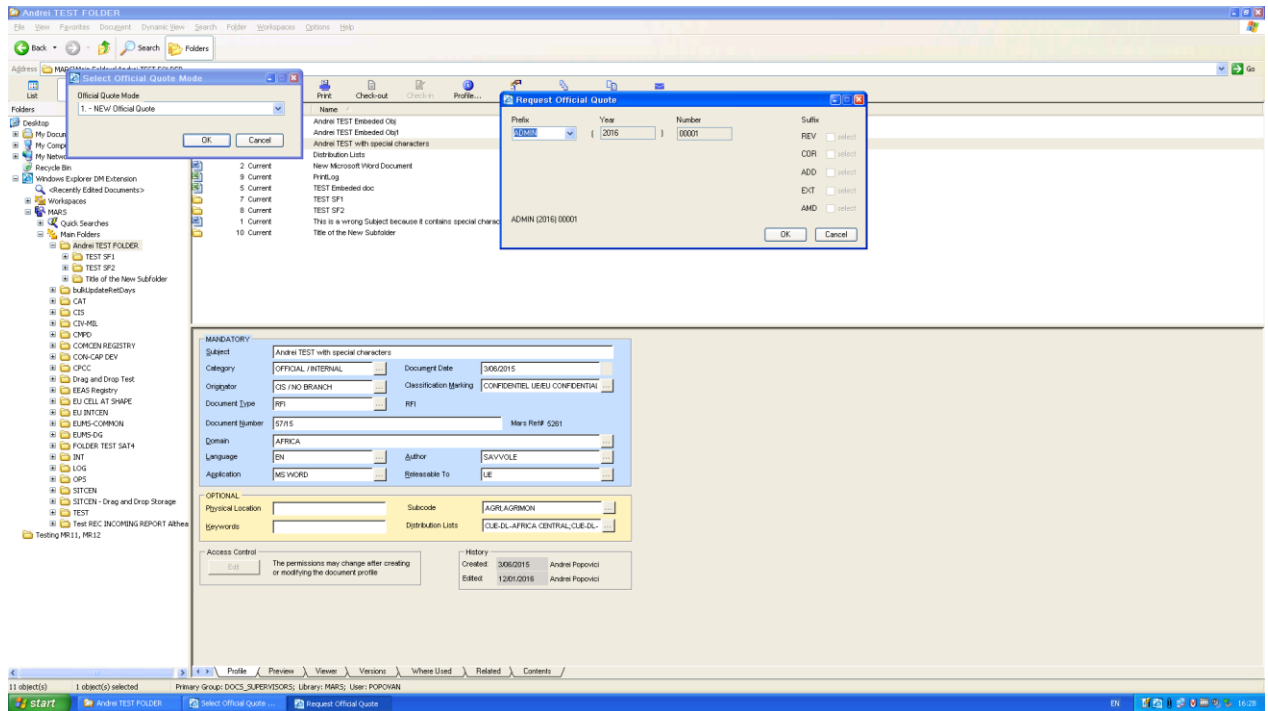 Andrei TEST FOLDER
File View Favorites Document Dynamic View Search Folder Workspaces Options Help
Back Search Folders
Address Go
Select Official Quote Mode
Official Quote Mode
1. - NEW Official Quote
OK Cancel
List Print Check-out Check-in Profile...
Request Official Quote
Prefix Year Number Suffix
ADMIN ( 2016 ) 00001
REV select
COR select
ADD select
EXT select
AMD select
ADMIN (2016) 00001
OK Cancel
Folders
Desktop
My Docum
My Comp
My Netwo
Recycle Bin
Windows Explorer DM Extension
<Recently Edited Documents>
Workspaces
MARS
Quick Searches
Main Folders
Andrei TEST FOLDER
TEST SF1
TEST SF2
Title of the New Subfolder
bulkUpdateRetDays
CAT
CIS
CIV-MIL
CMPD
COMCEN REGISTRY
CON-CAP DEV
CPCC
Drag and Drop Test
EEAS Registry
EU CELL AT SHAPE
EU INTCEN
EUMS-COMMON
EUMS-DG
FOLDER TEST SAT4
INT
LOG
OPS
SITCEN
SITCEN - Drag and Drop Storage
TEST
Test REC INCOMING REPORT Althea
Testing MR11, MR12
Name
Andrei TEST Embeded Obj
Andrei TEST Embeded Obj1
Andrei TEST with special characters
Distribution Lists
2 Current New Microsoft Word Document
9 Current PrintLog
5 Current TEST Embeded doc
7 Current TEST SF1
8 Current TEST SF2
1 Current This is a wrong Subject because it contains special charac
10 Current Title of the New Subfolder
MANDATORY
Subject Andrei TEST with special characters
Category OFFICIAL / INTERNAL ... Document Date 3/06/2015
Originator CIS / NO BRANCH ... Classification Marking CONFIDENTIEL UE/EU CONFIDENTIAL ...
Document Type RFI ... RFI
Document Number 57/15 Mars Ref# 5261
Domain AFRICA ...
Language EN ... Author SAVVOLE ...
Application MS WORD ... Releasable To UE ...
OPTIONAL
Physical Location Subcode AGRI;AGRIMON ...
Keywords Distribution Lists CUE-DL-AFRICA CENTRAL;CUE-DL- ...
Access Control
Edit The permissions may change after creating
or modifying the document profile
History
Created: 3/06/2015 Andrei Popovici
Edited: 12/01/2016 Andrei Popovici
Profile Preview Viewer Versions Where Used Related Contents
11 object(s) 1 object(s) selected Primary Group: DOCS_SUPERVISORS; Library: MARS; User: POPOVAN
start Andrei TEST FOLDER Select Official Quote ... Request Official Quote EN 16:28